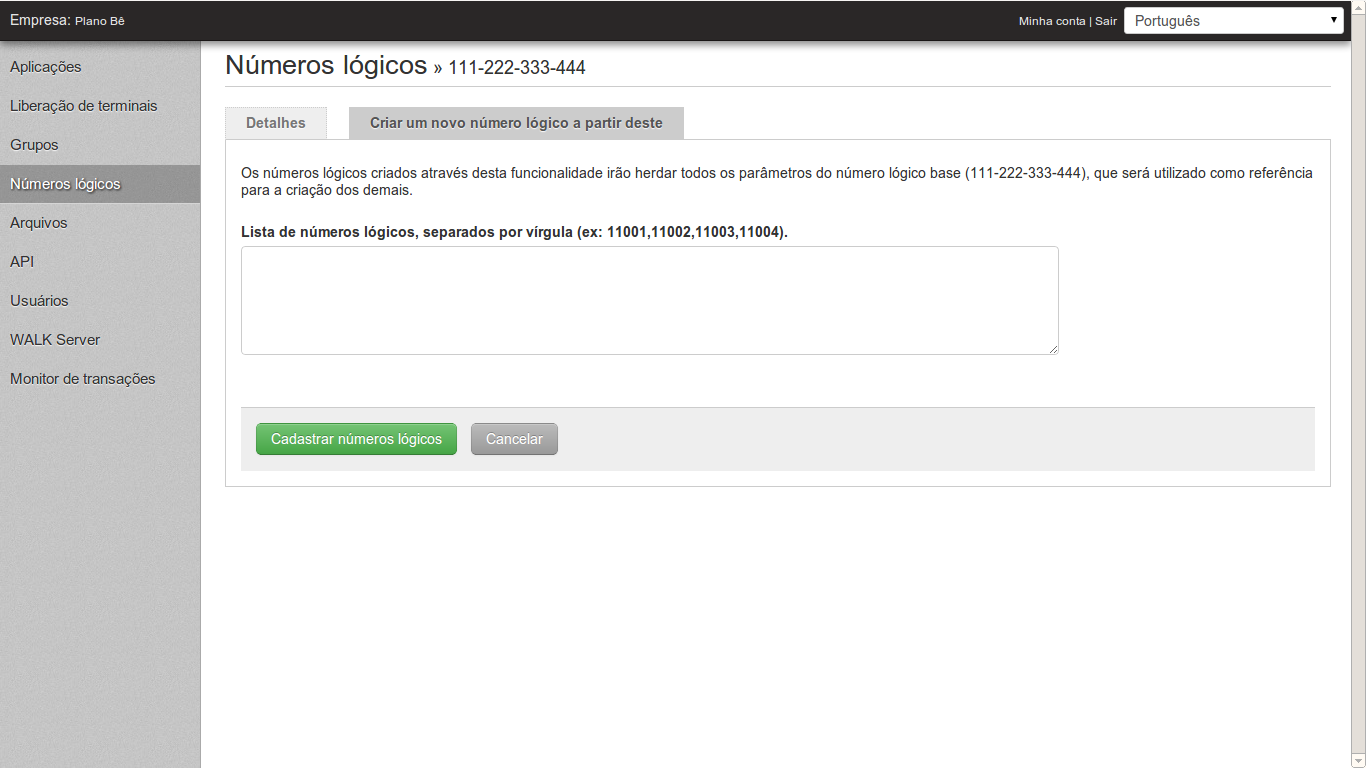 Empresa: Plano Bê
Minha conta | Sair
Português
Aplicações
Liberação de terminais
Grupos
Números lógicos
Arquivos
API
Usuários
WALK Server
Monitor de transações
Números lógicos » 111-222-333-444
Detalhes
Criar um novo número lógico a partir deste
Os números lógicos criados através desta funcionalidade irão herdar todos os parâmetros do número lógico base (111-222-333-444), que será utilizado como referência
para a criação dos demais.
Lista de números lógicos, separados por vírgula (ex: 11001,11002,11003,11004).
Cadastrar números lógicos
Cancelar